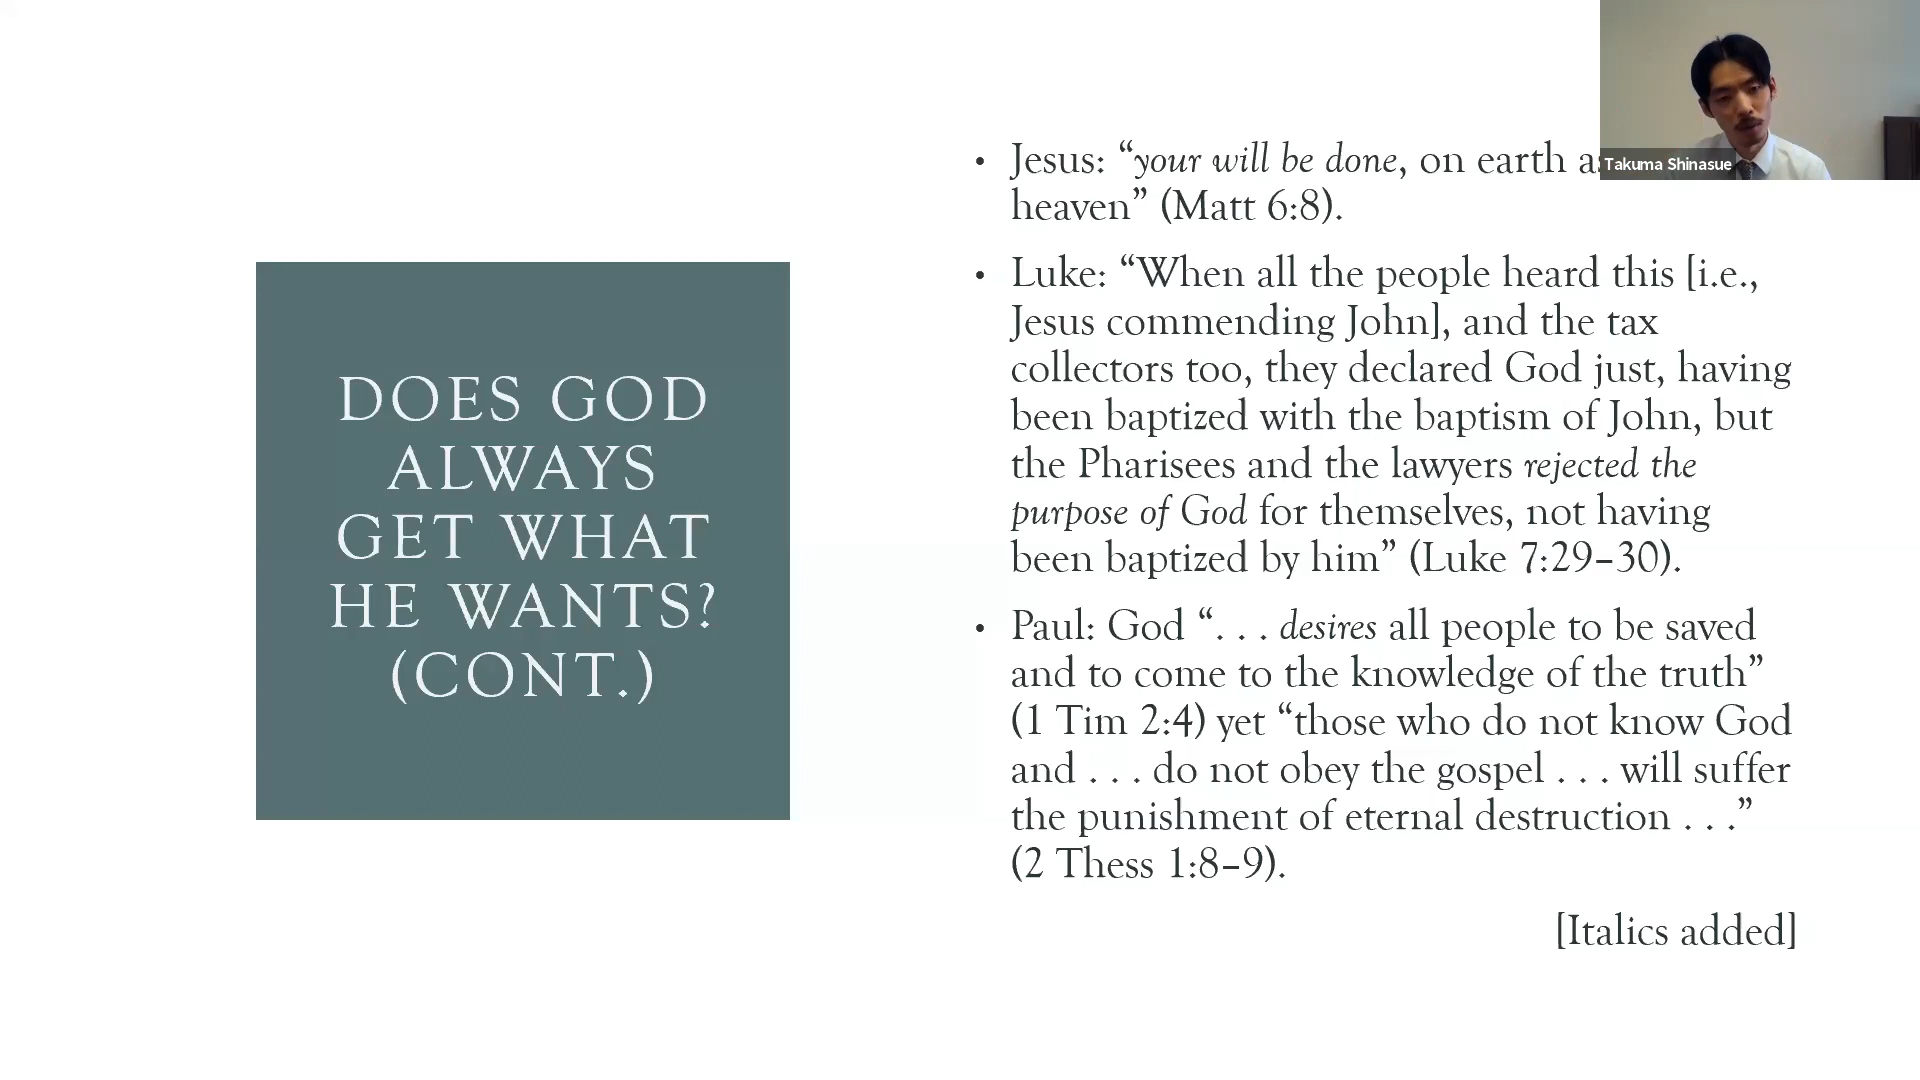 DOES GOD
ALWAYS
GET WHAT
HE WANTS?
(CONT.)
• Jesus: “your will be done, on earth as
heaven” (Matt 6:8).
• Luke: “When all the people heard this [i.e.,
Jesus commending John], and the tax
collectors too, they declared God just, having
been baptized with the baptism of John, but
the Pharisees and the lawyers rejected the
purpose of God for themselves, not having
been baptized by him” (Luke 7:29–30).
• Paul: God “. . . desires all people to be saved
and to come to the knowledge of the truth”
(1 Tim 2:4) yet “those who do not know God
and . . . do not obey the gospel . . . will suffer
the punishment of eternal destruction . . .”
(2 Thess 1:8–9).
[Italics added]
Takuma Shinasue